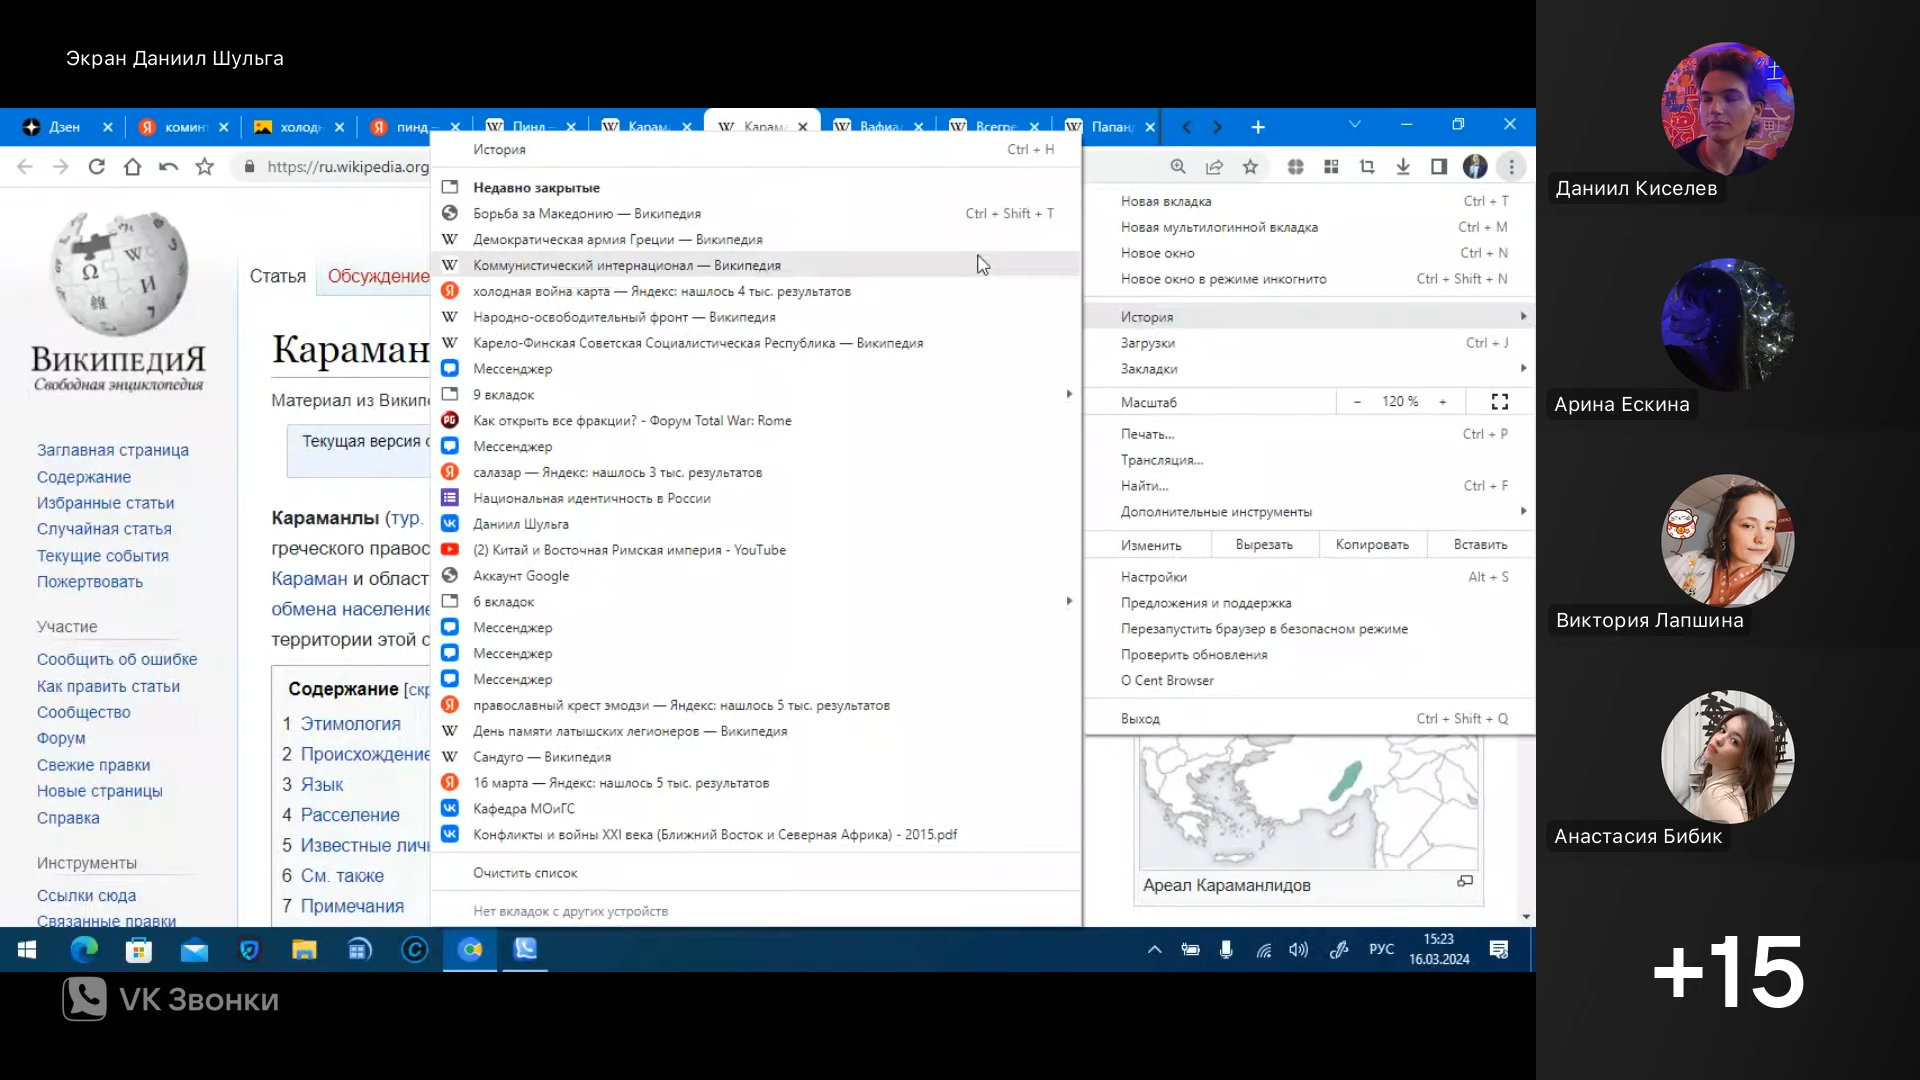 Экран Даниил Шульга
Дзен
комин
холод
пинд -
Пинд -
Карам
Карам
Вафиа
Всегре
Папан
https://ru.wikipedia.org
ВикипедиЯ
Свободная энциклопедия
Заглавная страница
Содержание
Избранные статьи
Случайная статья
Текущие события
Пожертвовать
Участие
Сообщить об ошибке
Как править статьи
Сообщество
Форум
Свежие правки
Новые страницы
Справка
Инструменты
Ссылки сюда
Связанные правки
Статья Обсуждение
Караман
Материал из Викип
Текущая версия
Караманлы (тур.
греческого правос
Караман и област
обмена население
территории этой
Содержание [скр
1 Этимология
2 Происхождение
3 Язык
4 Расселение
5 Известные личн
6 См. также
7 Примечания
История Ctrl + H
Недавно закрытые
Борьба за Македонию — Википедия Ctrl + Shift + T
Демократическая армия Греции — Википедия
Коммунистический интернационал — Википедия
холодная война карта — Яндекс: нашлось 4 тыс. результатов
Народно-освободительный фронт — Википедия
Карело-Финская Советская Социалистическая Республика — Википедия
Мессенджер
9 вкладок
Как открыть все фракции? - Форум Total War: Rome
Мессенджер
салазар — Яндекс: нашлось 3 тыс. результатов
Национальная идентичность в России
Даниил Шульга
(2) Китай и Восточная Римская империя - YouTube
Аккаунт Google
6 вкладок
Мессенджер
Мессенджер
Мессенджер
православный крест эмодзи — Яндекс: нашлось 5 тыс. результатов
День памяти латышских легионеров — Википедия
Сандуго — Википедия
16 марта — Яндекс: нашлось 5 тыс. результатов
Кафедра МОиГС
Конфликты и войны XXI века (Ближний Восток и Северная Африка) - 2015.pdf
Очистить список
Нет вкладок с других устройств
Новая вкладка Ctrl + T
Новая мультилогинной вкладка Ctrl + M
Новое окно Ctrl + N
Новое окно в режиме инкогнито Ctrl + Shift + N
История
Загрузки Ctrl + J
Закладки
Масштаб − 120 % +
Печать... Ctrl + P
Трансляция...
Найти... Ctrl + F
Дополнительные инструменты
Изменить Вырезать Копировать Вставить
Настройки Alt + S
Предложения и поддержка
Перезапустить браузер в безопасном режиме
Проверить обновления
О Cent Browser
Выход Ctrl + Shift + Q
Ареал Караманлидов
РУС
15:23
16.03.2024
VK Звонки
Даниил Киселев
Арина Ескина
Виктория Лапшина
Анастасия Бибик
+15